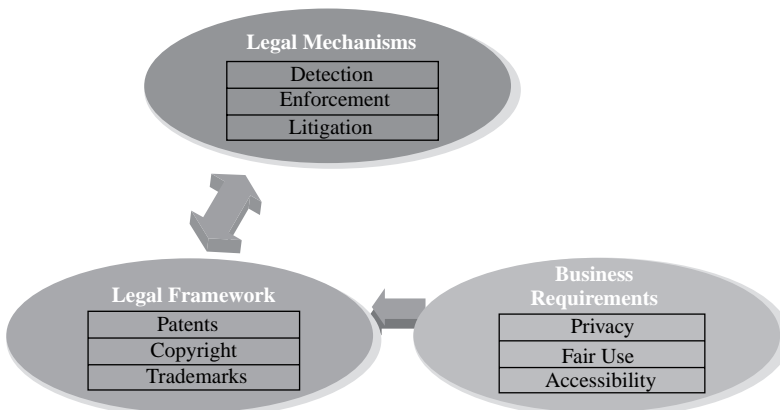 Legal Mechanisms
Detection
Enforcement
Litigation
Legal Framework
Patents
Copyright
Trademarks
Business
Requirements
Privacy
Fair Use
Accessibility